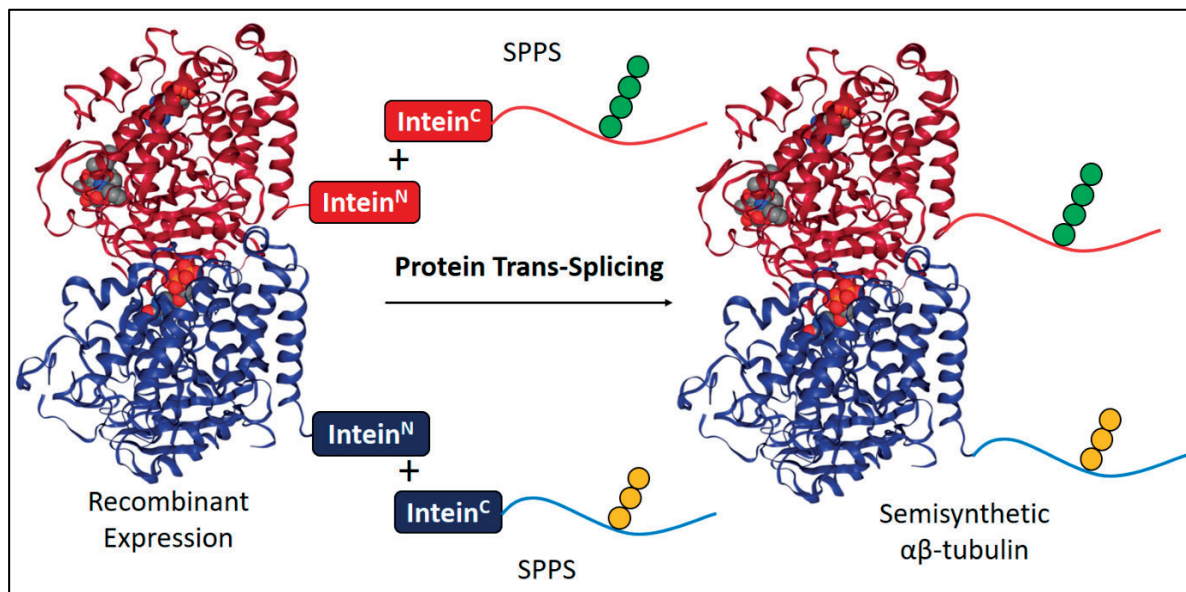 SPPS
Intein^C
+
Intein^N
Protein Trans-Splicing
Intein^N
+
Intein^C
Recombinant
Expression
SPPS
Semisynthetic
αβ-tubulin